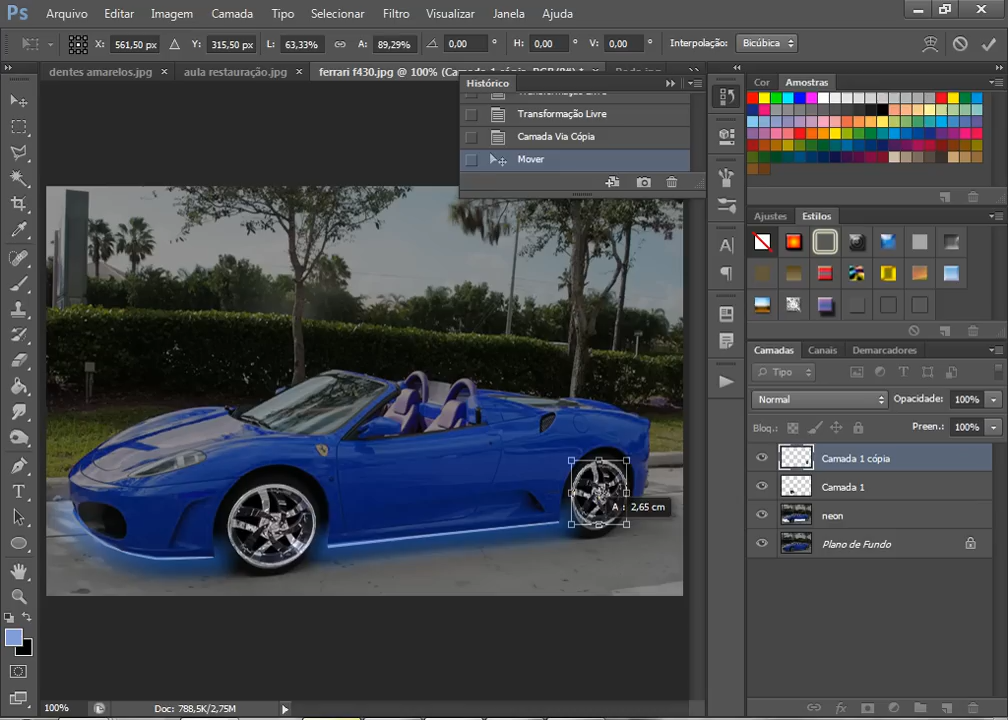 Ps Arquivo Editar Imagem Camada Tipo Selecionar Filtro Visualizar Janela Ajuda
X: 561,50 px Y: 315,50 px L: 63,33% A: 89,29% 0,00 ° H: 0,00 ° V: 0,00 ° Interpolação: Bicúbica
dentes amarelos.jpg × aula restauração.jpg × ferrari f430.jpg @ 100% (Camada 1 cópia, RGB/8#) *
Histórico
Transformação Livre
Transformação Livre
Camada Via Cópia
Mover
Cor Amostras
Ajustes Estilos
A : 2,65 cm
Camadas Canais Demarcadores
Tipo
Normal Opacidade: 100%
Bloq.: Preen.: 100%
Camada 1 cópia
Camada 1
neon
Plano de Fundo
100% Doc: 788,5K/2,75M
fx